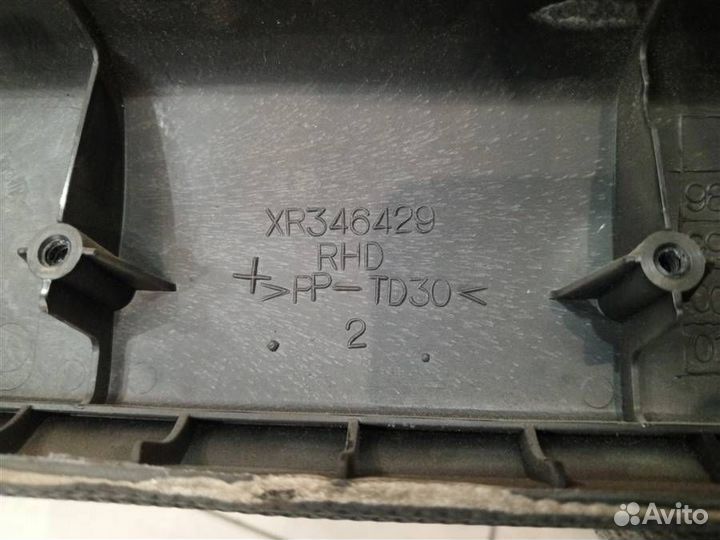 XR346429
RHD
+>PP-TD30<
2
Avito